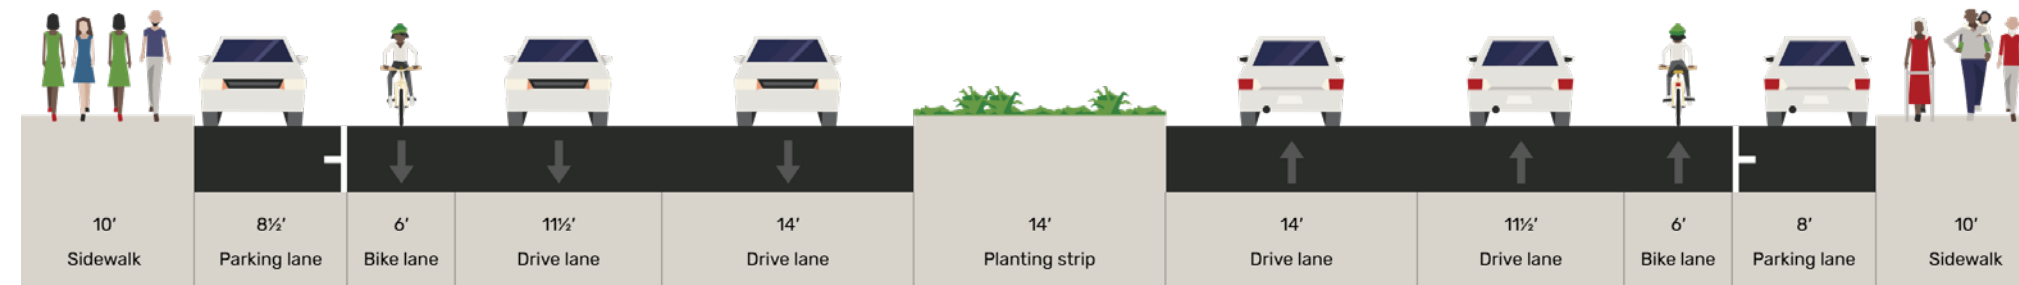 10′
Sidewalk
8½′
Parking lane
6′
Bike lane
11½′
Drive lane
14′
Drive lane
14′
Planting strip
14′
Drive lane
11½′
Drive lane
6′
Bike lane
8′
Parking lane
10′
Sidewalk